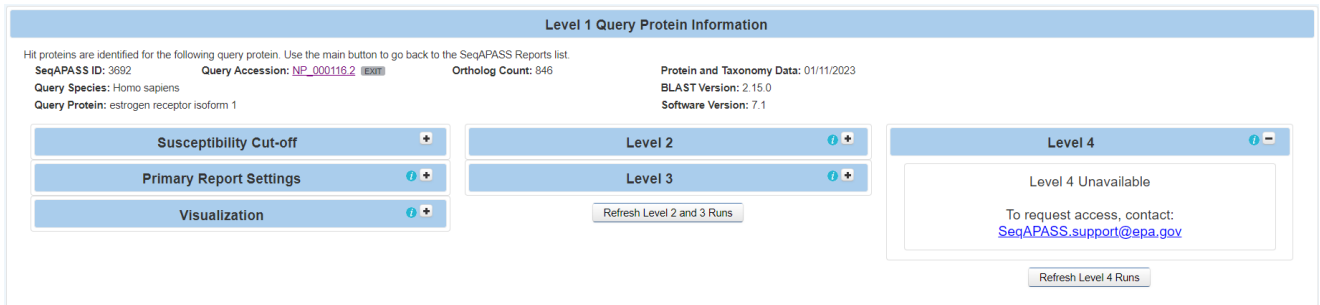 Level 1 Query Protein Information
Hit proteins are identified for the following query protein. Use the main button to go back to the SeqAPASS Reports list.
SeqAPASS ID: 3692 Query Accession: NP_000116.2 EXIT Ortholog Count: 846 Protein and Taxonomy Data: 01/11/2023
Query Species: Homo sapiens BLAST Version: 2.15.0
Query Protein: estrogen receptor isoform 1 Software Version: 7.1
Susceptibility Cut-off + Level 2 i + Level 4 i −
Primary Report Settings i + Level 3 i + Level 4 Unavailable
Visualization i + Refresh Level 2 and 3 Runs To request access, contact:
SeqAPASS.support@epa.gov
Refresh Level 4 Runs